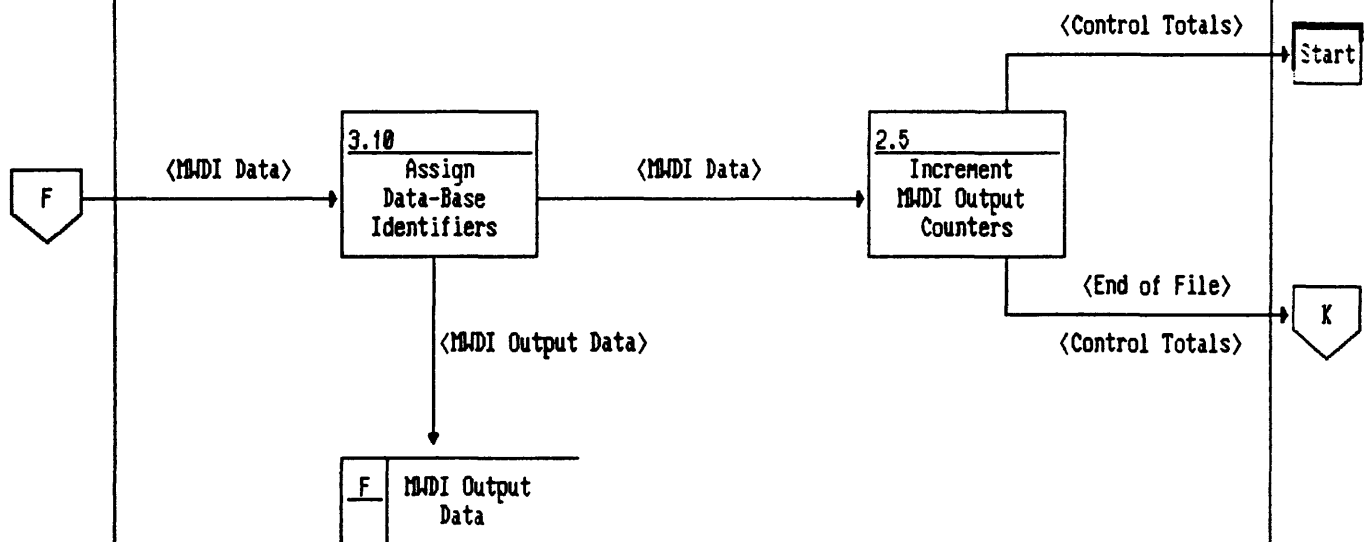 <Control Totals>
Start
3.10
Assign
Data-Base
Identifiers
2.5
Increment
MWDI Output
Counters
F
<MWDI Data>
<MWDI Data>
<End of File>
K
<Control Totals>
<MWDI Output Data>
F
MWDI Output
Data